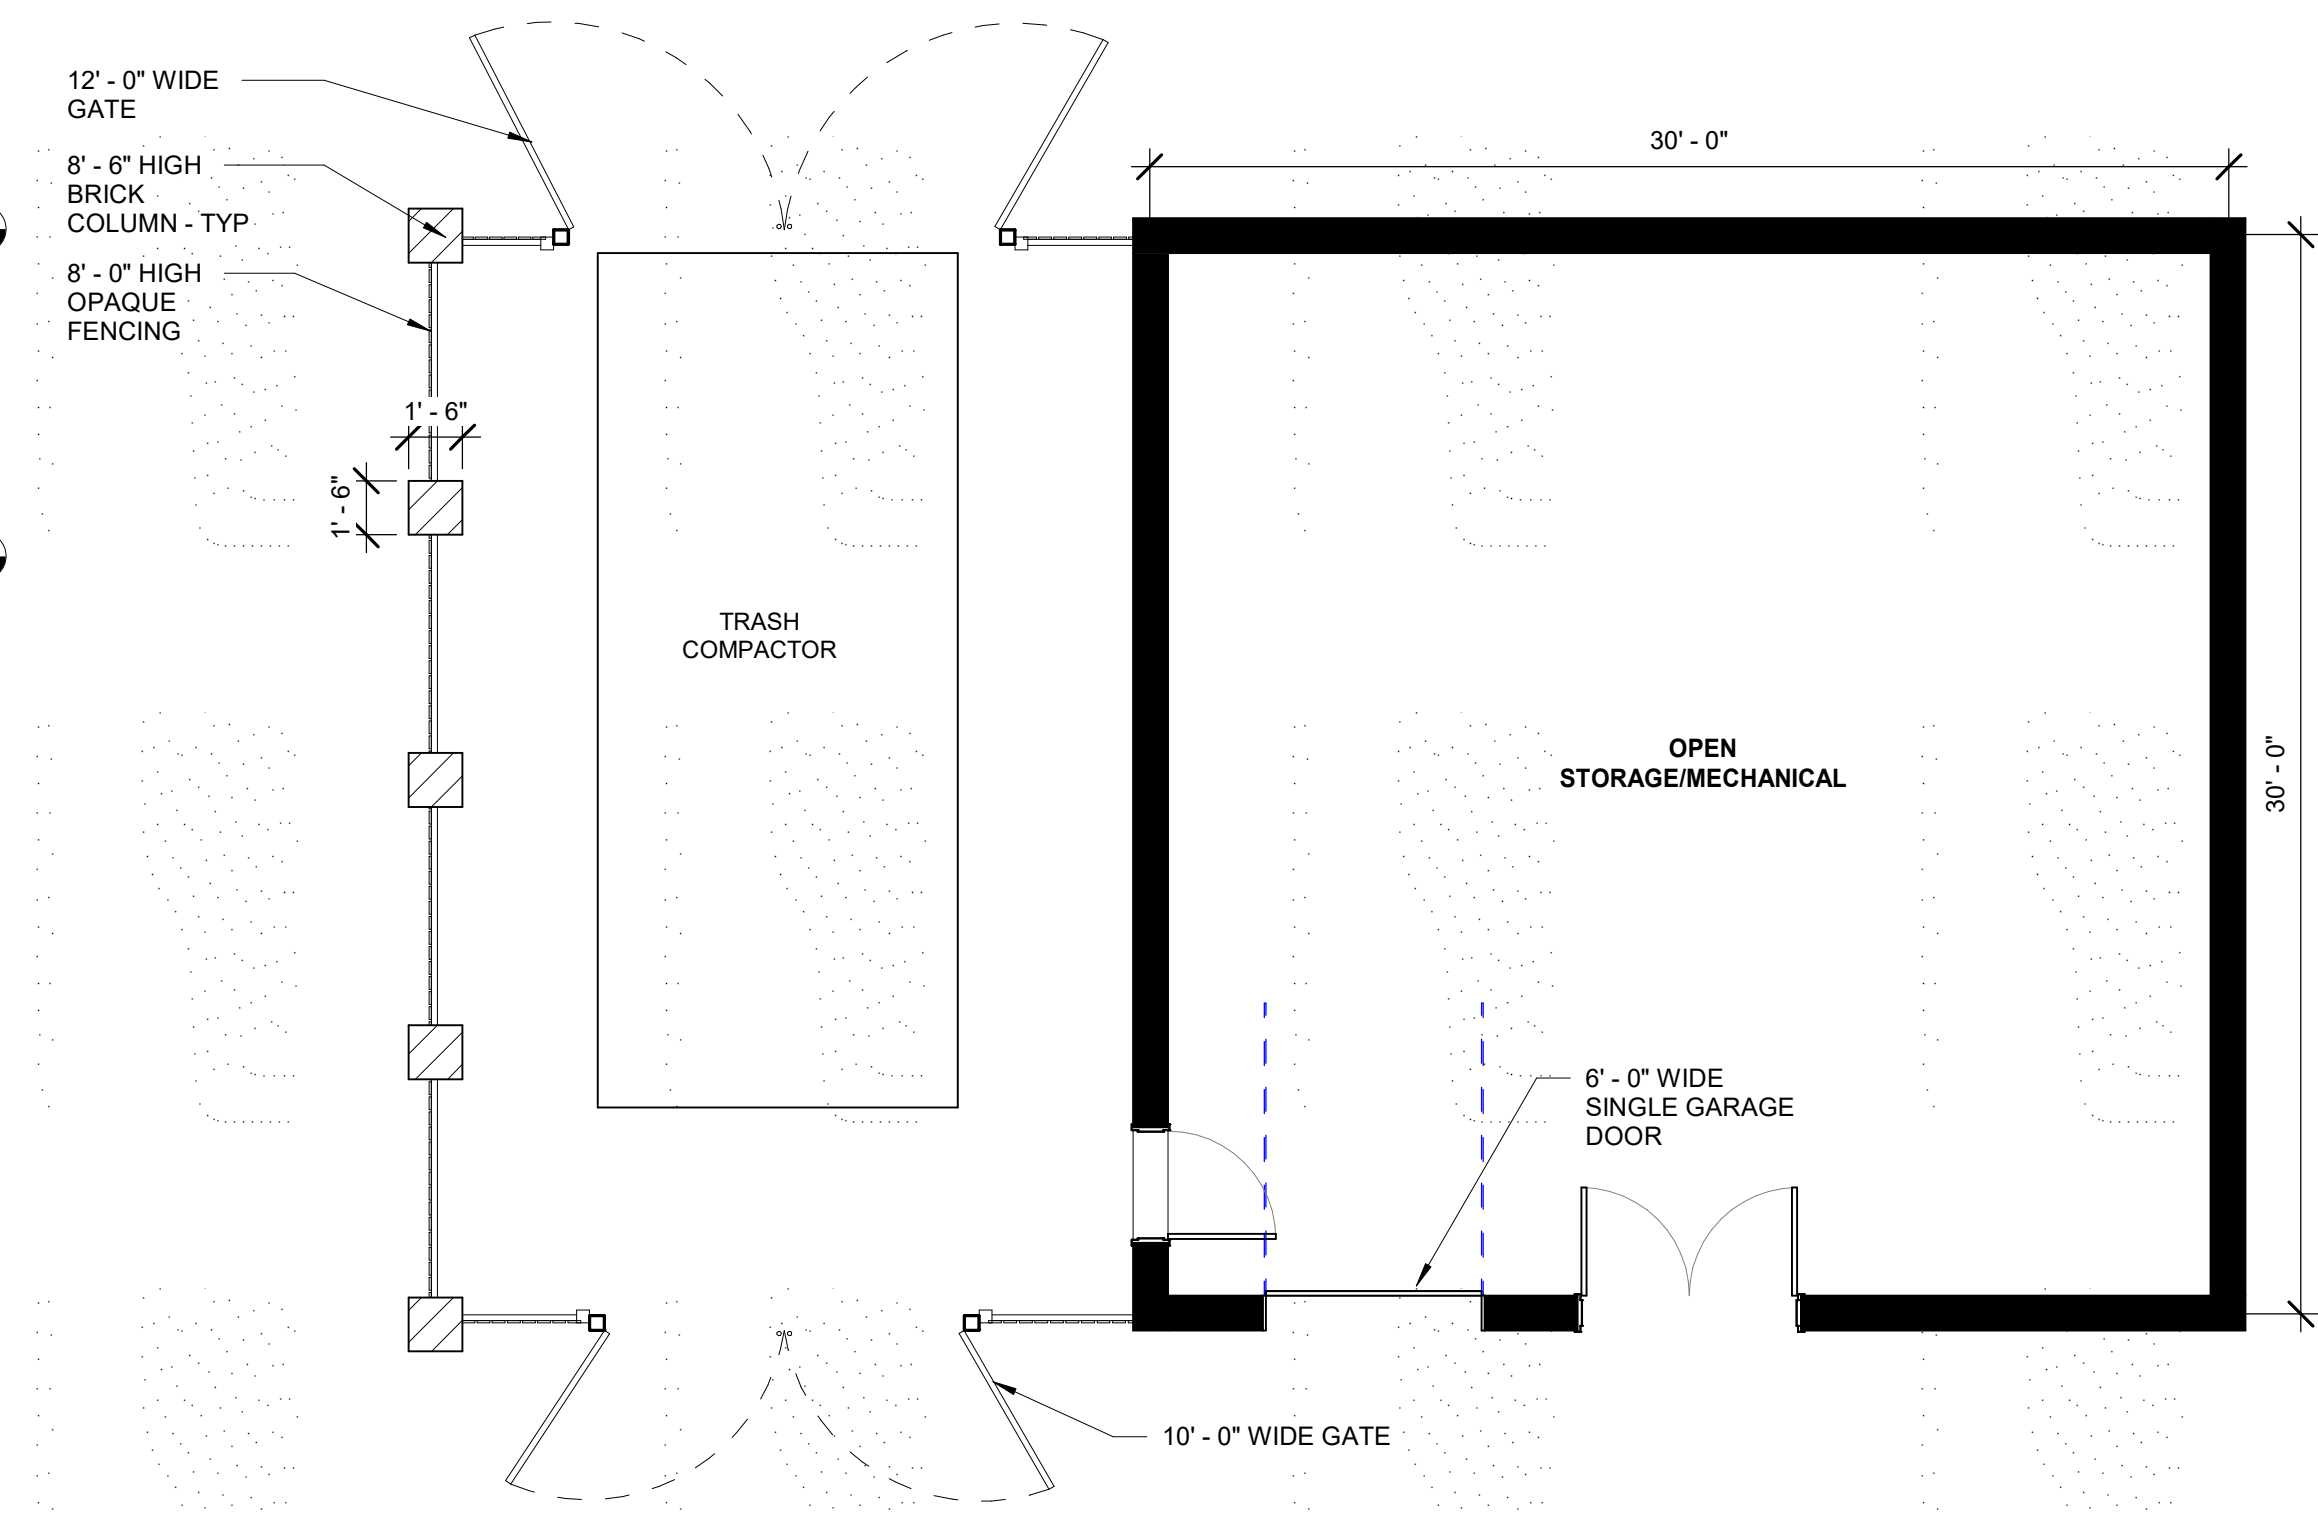 12' - 0" WIDE
GATE
8' - 6" HIGH
BRICK
COLUMN - TYP
8' - 0" HIGH
OPAQUE
FENCING
1' - 6"
1' - 6"
TRASH
COMPACTOR
30' - 0"
OPEN
STORAGE/MECHANICAL
30' - 0"
6' - 0" WIDE
SINGLE GARAGE
DOOR
10' - 0" WIDE GATE